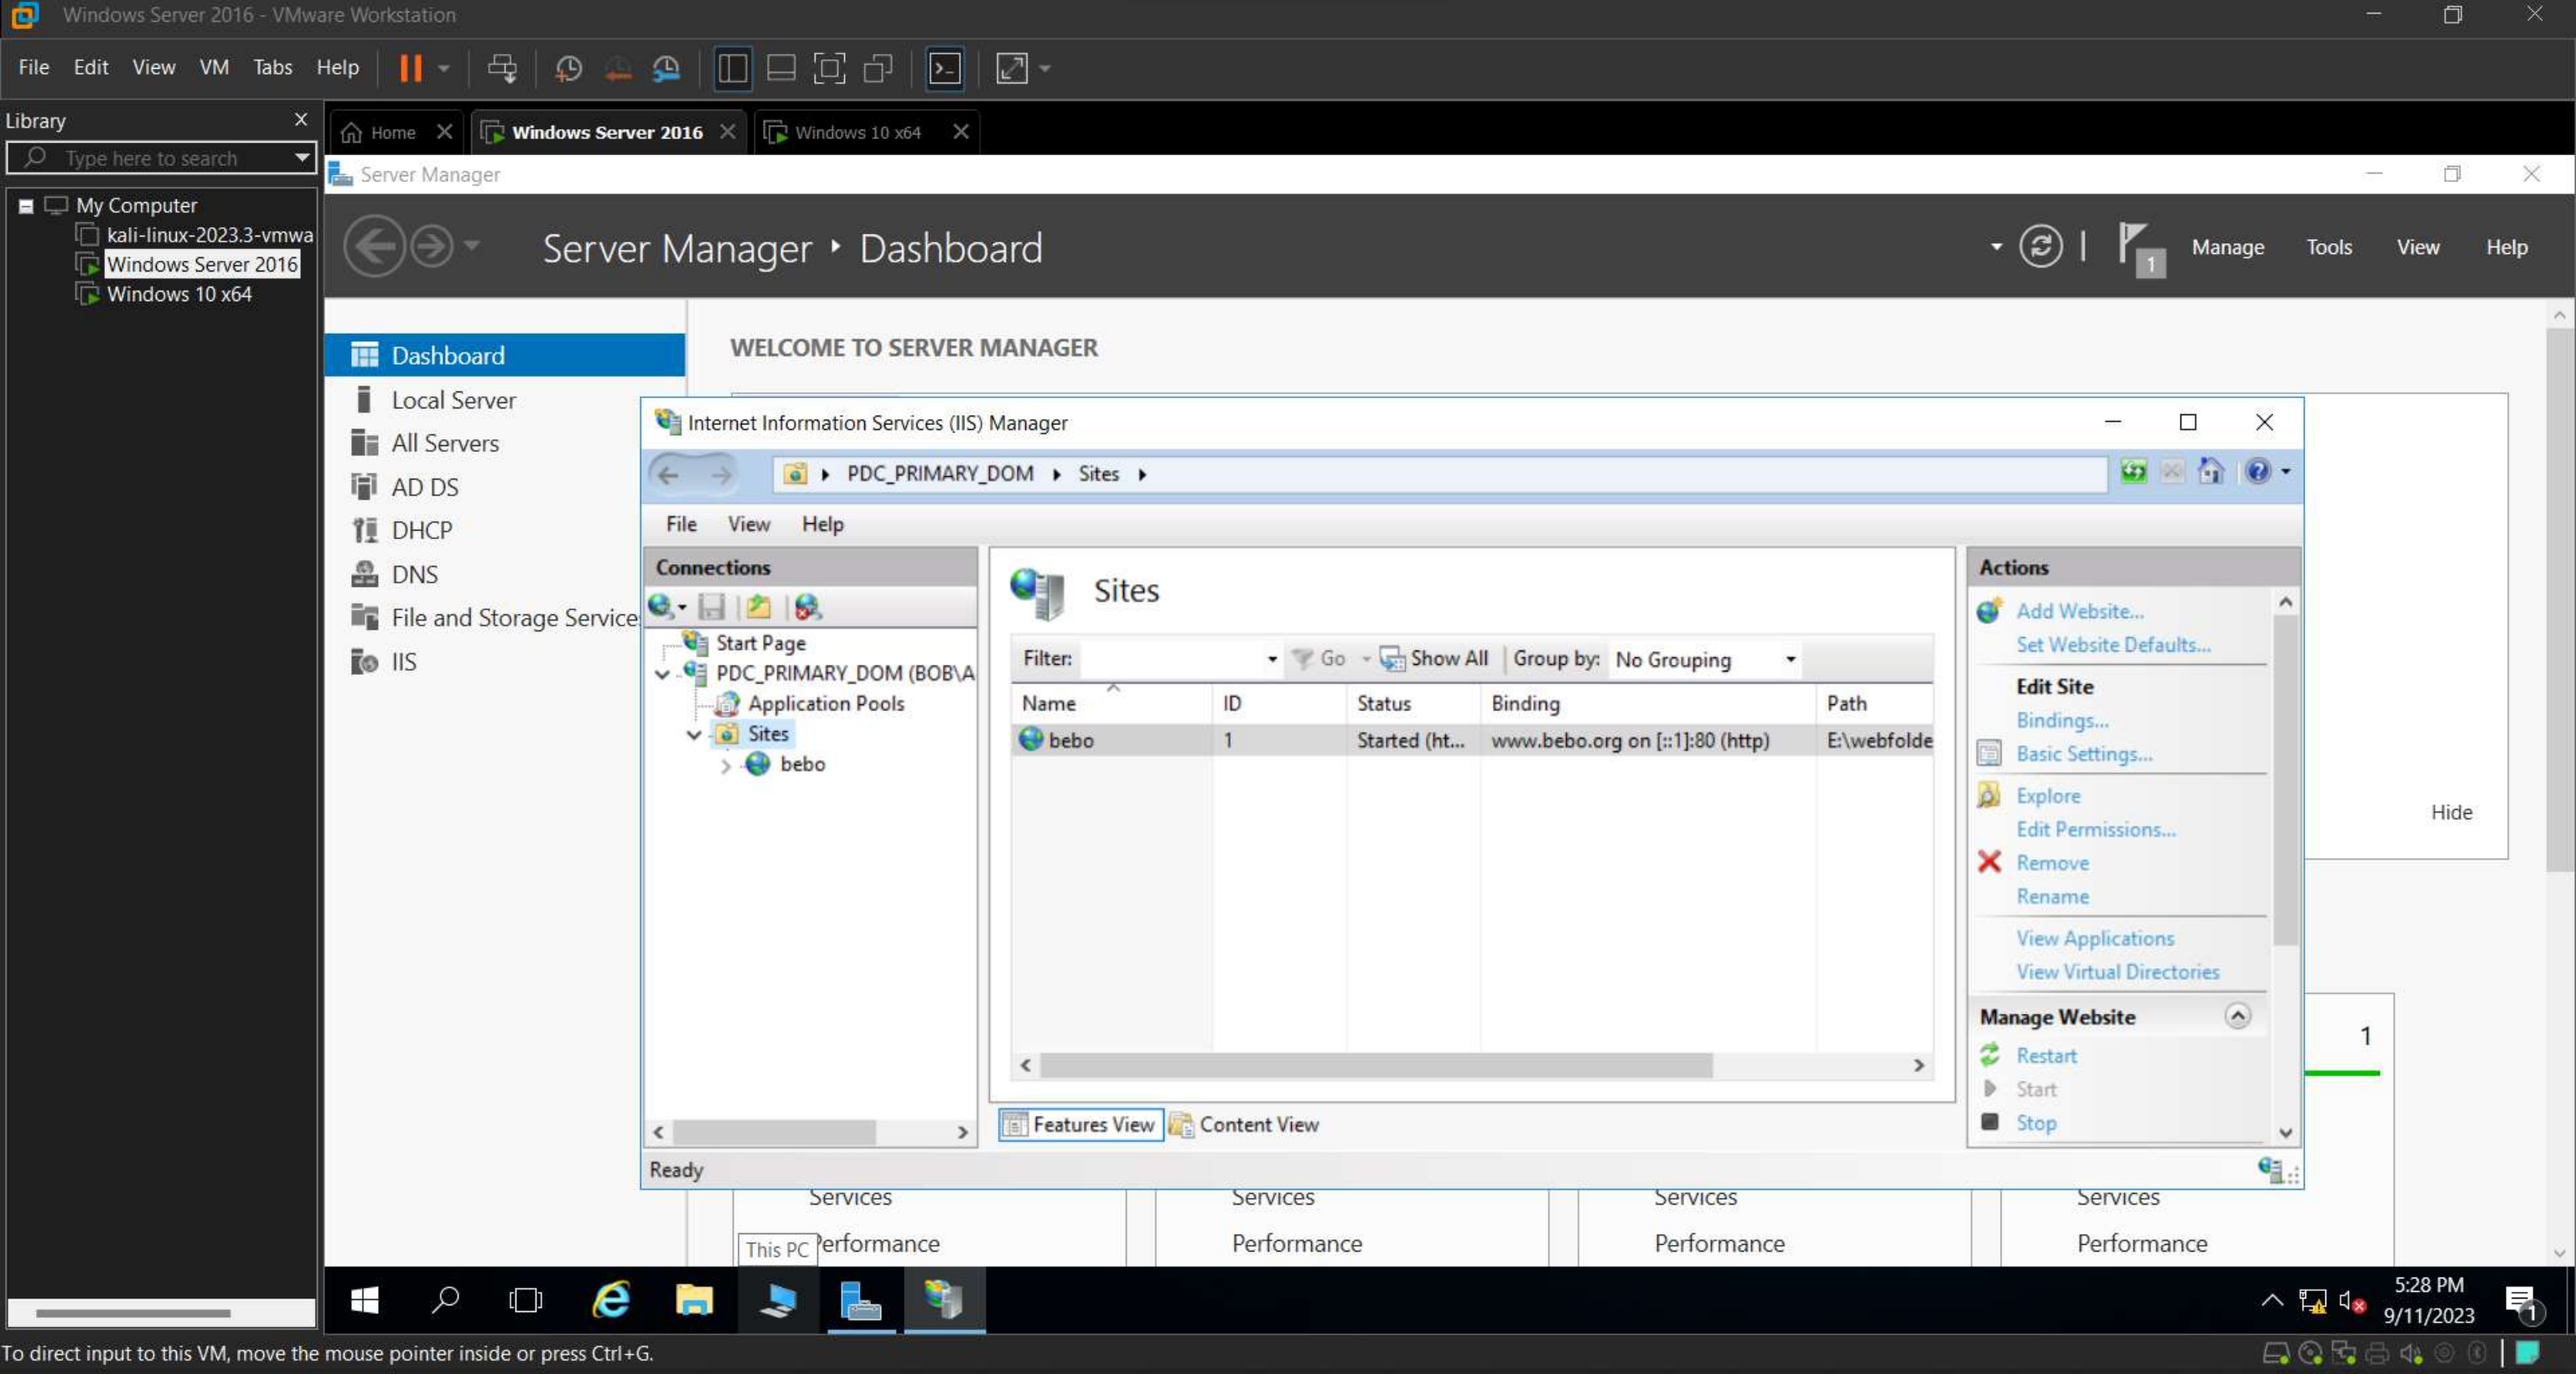 Windows Server 2016 - VMware Workstation
File Edit View VM Tabs Help
Library
Type here to search
My Computer
kali-linux-2023.3-vmwa
Windows Server 2016
Windows 10 x64
Home
Windows Server 2016
Windows 10 x64
Server Manager
Server Manager Dashboard
1
Manage Tools View Help
Dashboard
Local Server
All Servers
AD DS
DHCP
DNS
File and Storage Service
IIS
WELCOME TO SERVER MANAGER
Internet Information Services (IIS) Manager
PDC_PRIMARY_DOM Sites
File View Help
Connections
Start Page
PDC_PRIMARY_DOM (BOB\A
Application Pools
Sites
bebo
Sites
Filter: Go Show All Group by: No Grouping
Name ID Status Binding Path
bebo 1 Started (ht... www.bebo.org on [::1]:80 (http) E:\webfolde
Features View Content View
Actions
Add Website...
Set Website Defaults...
Edit Site
Bindings...
Basic Settings...
Explore
Edit Permissions...
Remove
Rename
View Applications
View Virtual Directories
Manage Website
Restart
Start
Stop
Ready
Hide
1
Services Services Services Services
Performance Performance Performance Performance
This PC
5:28 PM
9/11/2023
1
To direct input to this VM, move the mouse pointer inside or press Ctrl+G.